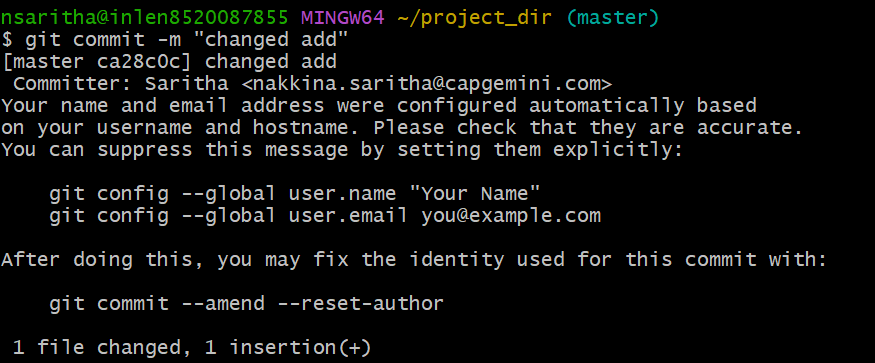 nsaritha@inlen8520087855 MINGW64 ~/project_dir (master)
$ git commit -m "changed add"
[master ca28c0c] changed add
 Committer: Saritha <nakkina.saritha@capgemini.com>
Your name and email address were configured automatically based
on your username and hostname. Please check that they are accurate.
You can suppress this message by setting them explicitly:

    git config --global user.name "Your Name"
    git config --global user.email you@example.com

After doing this, you may fix the identity used for this commit with:

    git commit --amend --reset-author

 1 file changed, 1 insertion(+)